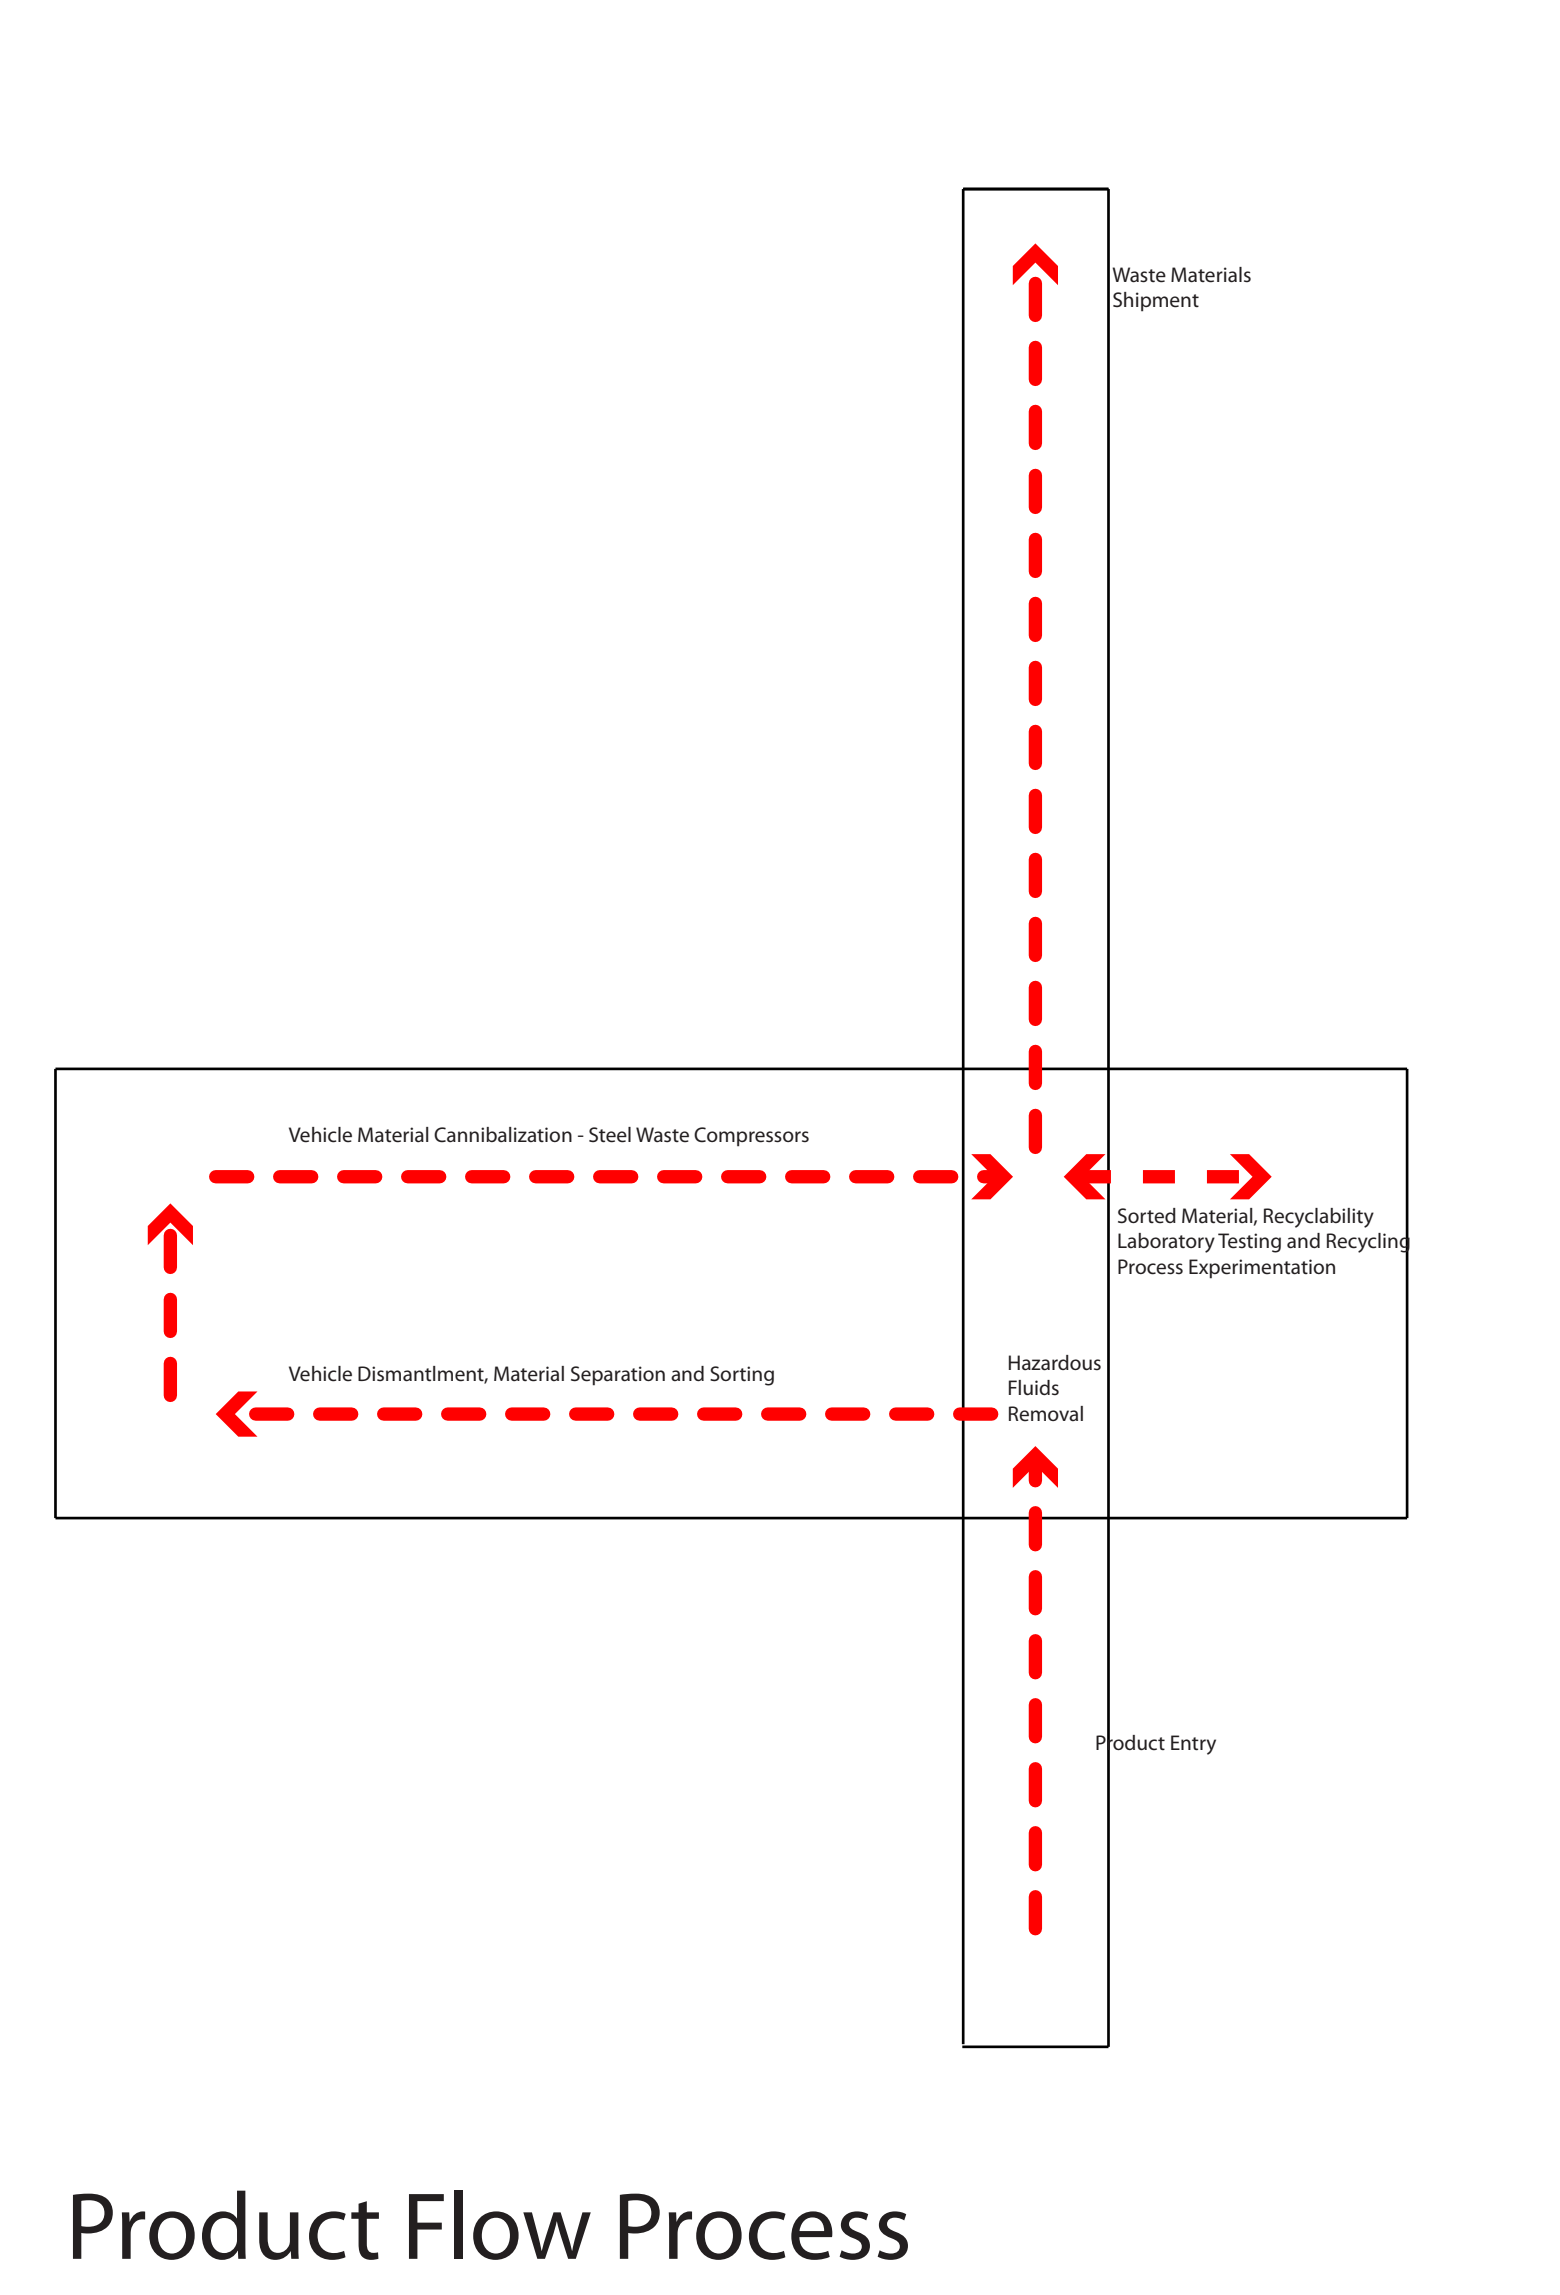 Waste Materials
Shipment
Vehicle Material Cannibalization - Steel Waste Compressors
Sorted Material, Recyclability
Laboratory Testing and Recycling
Process Experimentation
Hazardous
Fluids
Removal
Vehicle Dismantlment, Material Separation and Sorting
Product Entry
Product Flow Process